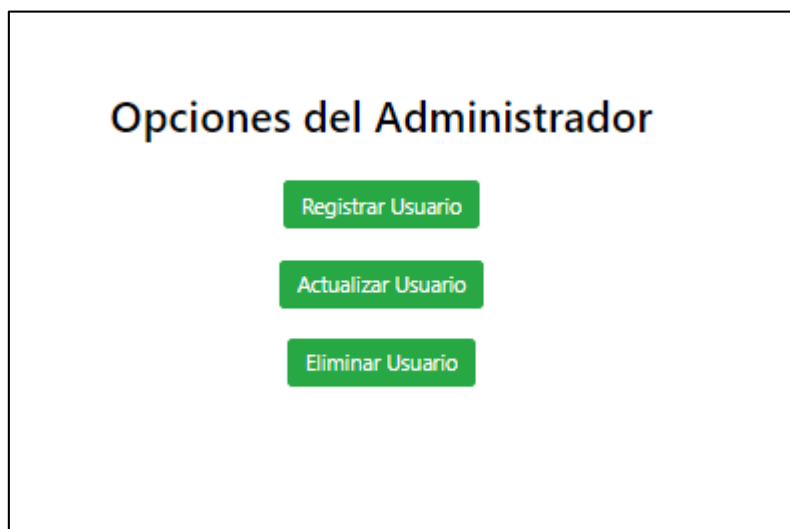 Opciones del Administrador
Registrar Usuario
Actualizar Usuario
Eliminar Usuario